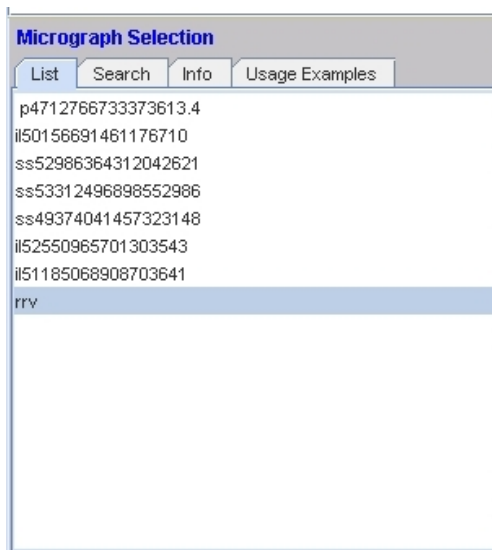 Micrograph Selection
List Search Info Usage Examples
p4712766733373613.4
il50156691461176710
ss52986364312042621
ss53312496898552986
ss49374041457323148
il52550965701303543
il51185068908703641
rrv